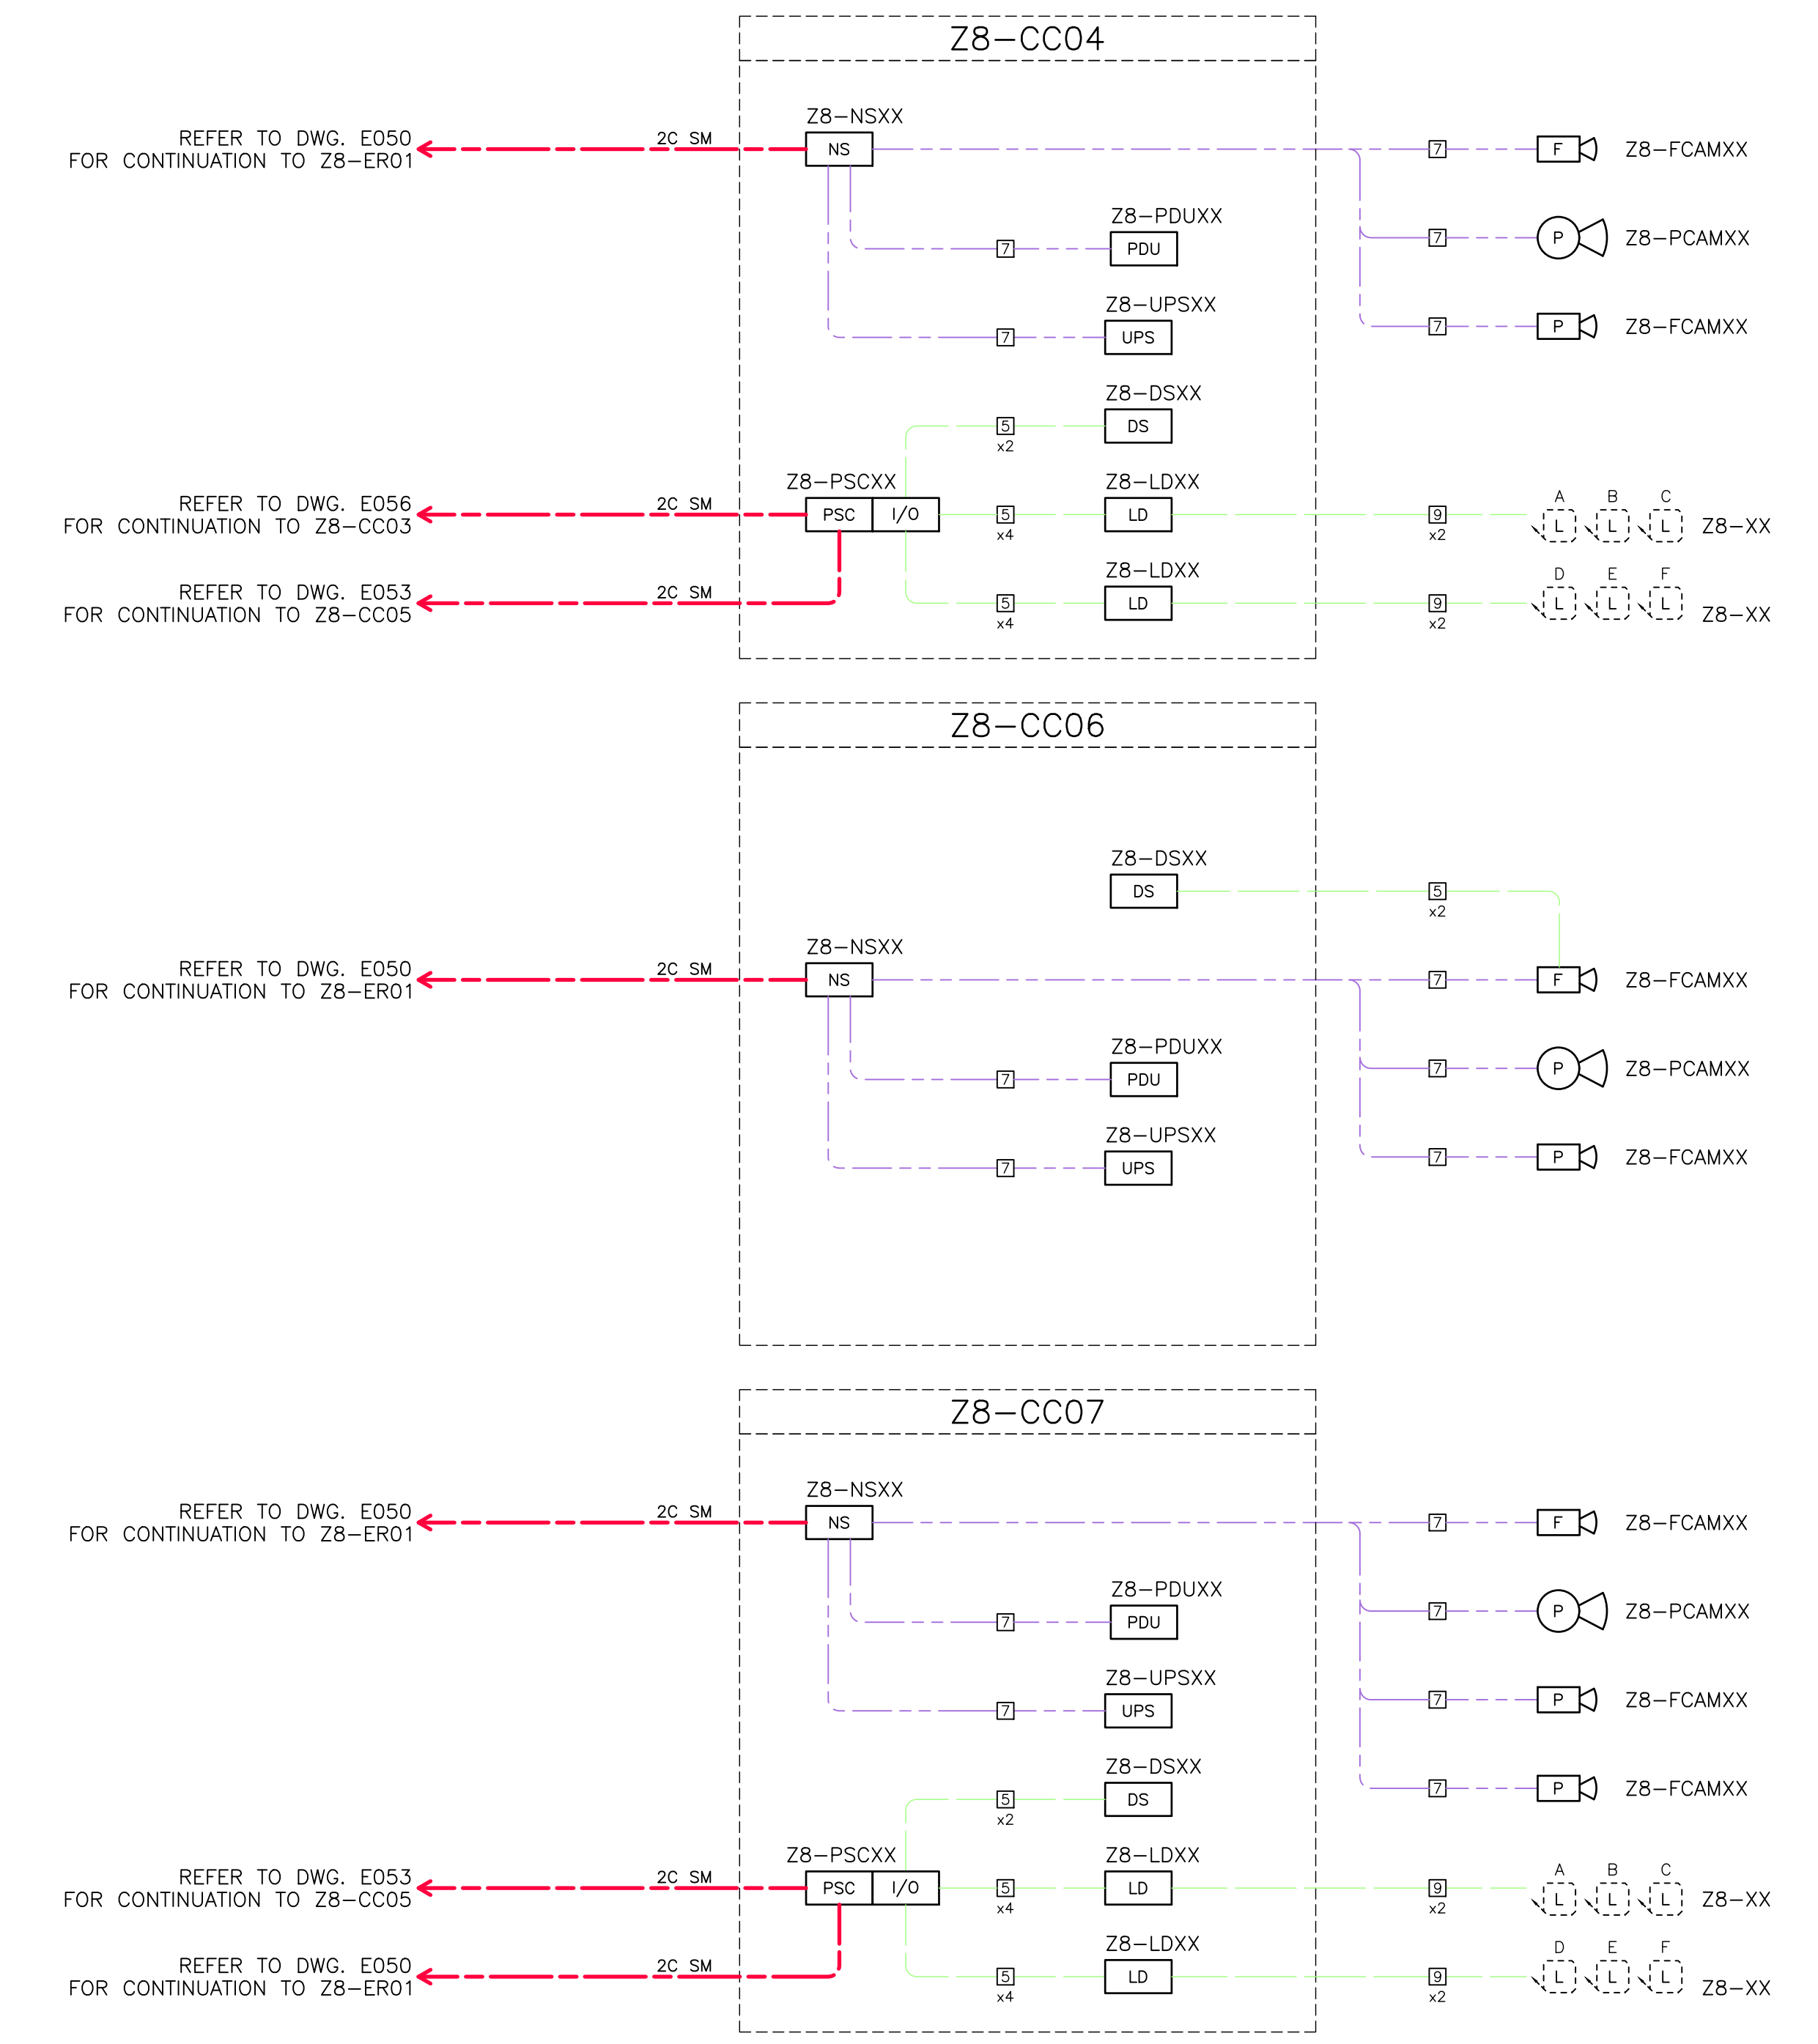 Z8-CC04
Z8-NSXX
REFER TO DWG. E050
FOR CONTINUATION TO Z8-ER01
2C SM
NS
7
F
Z8-FCAMXX
Z8-PDUXX
7
PDU
7
P
Z8-PCAMXX
Z8-UPSXX
7
UPS
7
P
Z8-FCAMXX
Z8-DSXX
5
x2
DS
Z8-PSCXX
REFER TO DWG. E056
FOR CONTINUATION TO Z8-CC03
2C SM
PSC
I/O
5
x4
Z8-LDXX
LD
9
x2
A B C
L L L
Z8-XX
REFER TO DWG. E053
FOR CONTINUATION TO Z8-CC05
2C SM
5
x4
Z8-LDXX
LD
9
x2
D E F
L L L
Z8-XX
Z8-CC06
Z8-DSXX
DS
5
x2
Z8-NSXX
REFER TO DWG. E050
FOR CONTINUATION TO Z8-ER01
2C SM
NS
7
F
Z8-FCAMXX
Z8-PDUXX
7
PDU
7
P
Z8-PCAMXX
Z8-UPSXX
7
UPS
7
P
Z8-FCAMXX
Z8-CC07
Z8-NSXX
REFER TO DWG. E050
FOR CONTINUATION TO Z8-ER01
2C SM
NS
7
F
Z8-FCAMXX
Z8-PDUXX
7
PDU
7
P
Z8-PCAMXX
Z8-UPSXX
7
UPS
7
P
Z8-FCAMXX
Z8-DSXX
5
x2
DS
7
P
Z8-FCAMXX
Z8-PSCXX
REFER TO DWG. E053
FOR CONTINUATION TO Z8-CC05
2C SM
PSC
I/O
5
x4
Z8-LDXX
LD
9
x2
A B C
L L L
Z8-XX
REFER TO DWG. E050
FOR CONTINUATION TO Z8-ER01
2C SM
5
x4
Z8-LDXX
LD
9
x2
D E F
L L L
Z8-XX